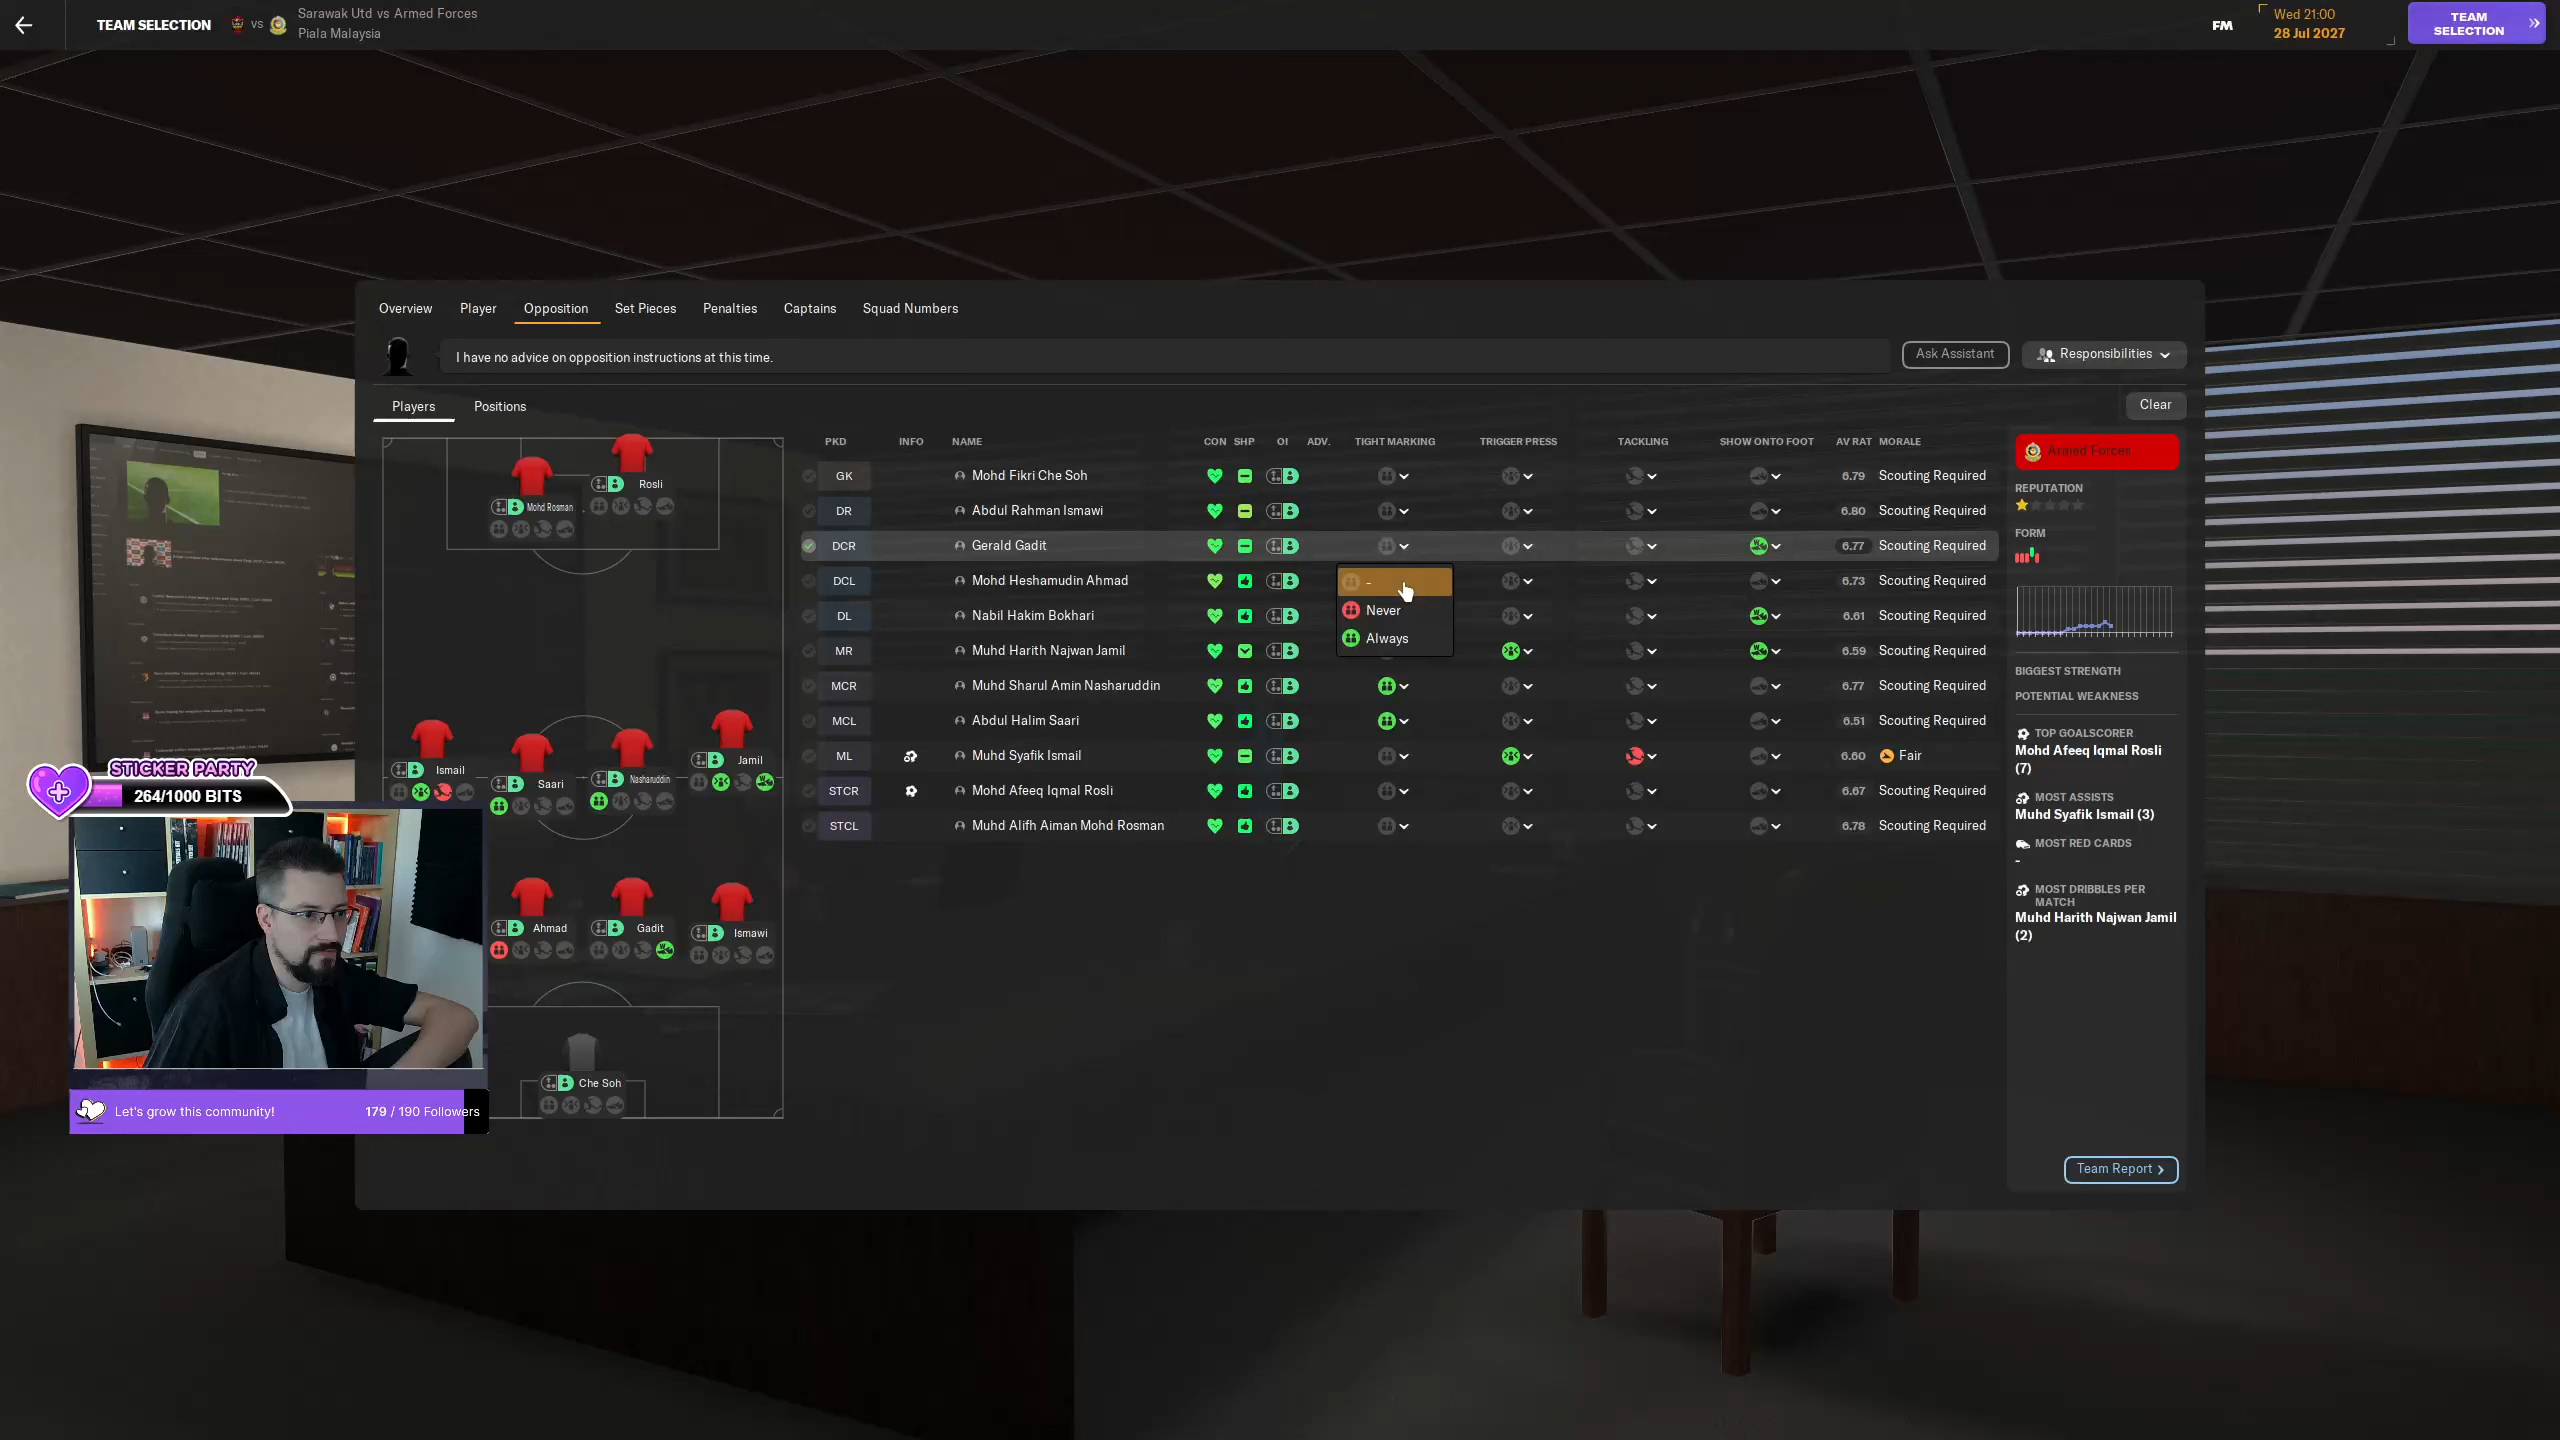 TEAM SELECTION
vs
Sarawak Utd vs Armed Forces
Piala Malaysia
FM
Wed 21:00
28 Jul 2027
TEAM
SELECTION
Overview
Player
Opposition
Set Pieces
Penalties
Captains
Squad Numbers
I have no advice on opposition instructions at this time.
Ask Assistant
Responsibilities
Players
Positions
Clear
PKD INFO NAME CON SHP OI ADV. TIGHT MARKING TRIGGER PRESS TACKLING SHOW ONTO FOOT AV RAT MORALE
GK Mohd Fikri Che Soh 6.79 Scouting Required
DR Abdul Rahman Ismawi 6.80 Scouting Required
DCR Gerald Gadit 6.77 Scouting Required
DCL Mohd Heshamudin Ahmad 6.73 Scouting Required
DL Nabil Hakim Bokhari 6.61 Scouting Required
MR Muhd Harith Najwan Jamil 6.59 Scouting Required
MCR Muhd Sharul Amin Nasharuddin 6.77 Scouting Required
MCL Abdul Halim Saari 6.51 Scouting Required
ML Muhd Syafik Ismail 6.60 Fair
STCR Mohd Afeeq Iqmal Rosli 6.67 Scouting Required
STCL Muhd Alifh Aiman Mohd Rosman 6.78 Scouting Required
-
Never
Always
Rosli
Mohd Rosman
Jamil
Ismail
Nasharuddin
Saari
Ahmad
Gadit
Ismawi
Che Soh
Armed Forces
REPUTATION
FORM
BIGGEST STRENGTH
POTENTIAL WEAKNESS
TOP GOALSCORER
Mohd Afeeq Iqmal Rosli
(7)
MOST ASSISTS
Muhd Syafik Ismail (3)
MOST RED CARDS
-
MOST DRIBBLES PER
MATCH
Muhd Harith Najwan Jamil
(2)
Team Report
STICKER PARTY
264/1000 BITS
Let's grow this community!
179 / 190 Followers